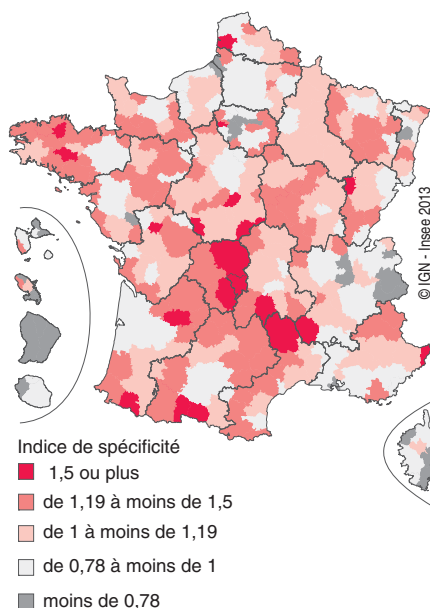 © IGN - Insee 2013
Indice de spécificité
1,5 ou plus
de 1,19 à moins de 1,5
de 1 à moins de 1,19
de 0,78 à moins de 1
moins de 0,78